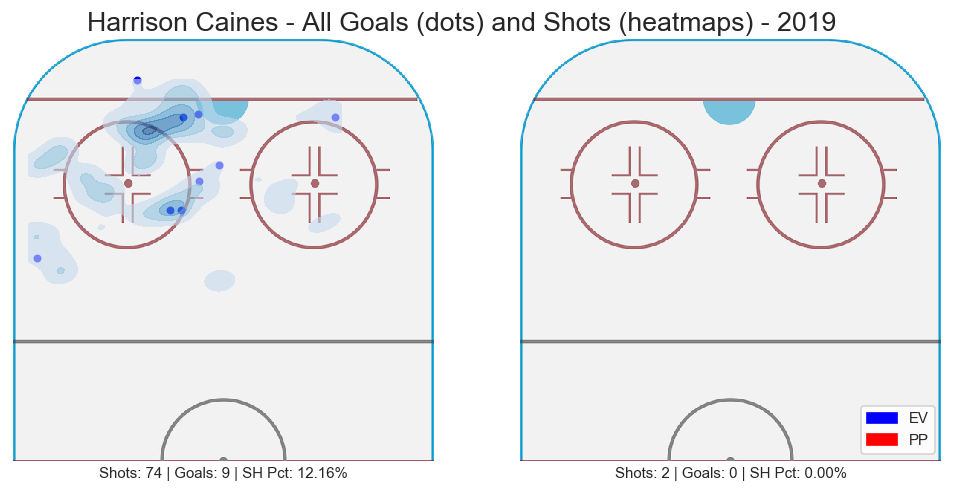 Harrison Caines - All Goals (dots) and Shots (heatmaps) - 2019
EV
PP
Shots: 74 | Goals: 9 | SH Pct: 12.16%
Shots: 2 | Goals: 0 | SH Pct: 0.00%